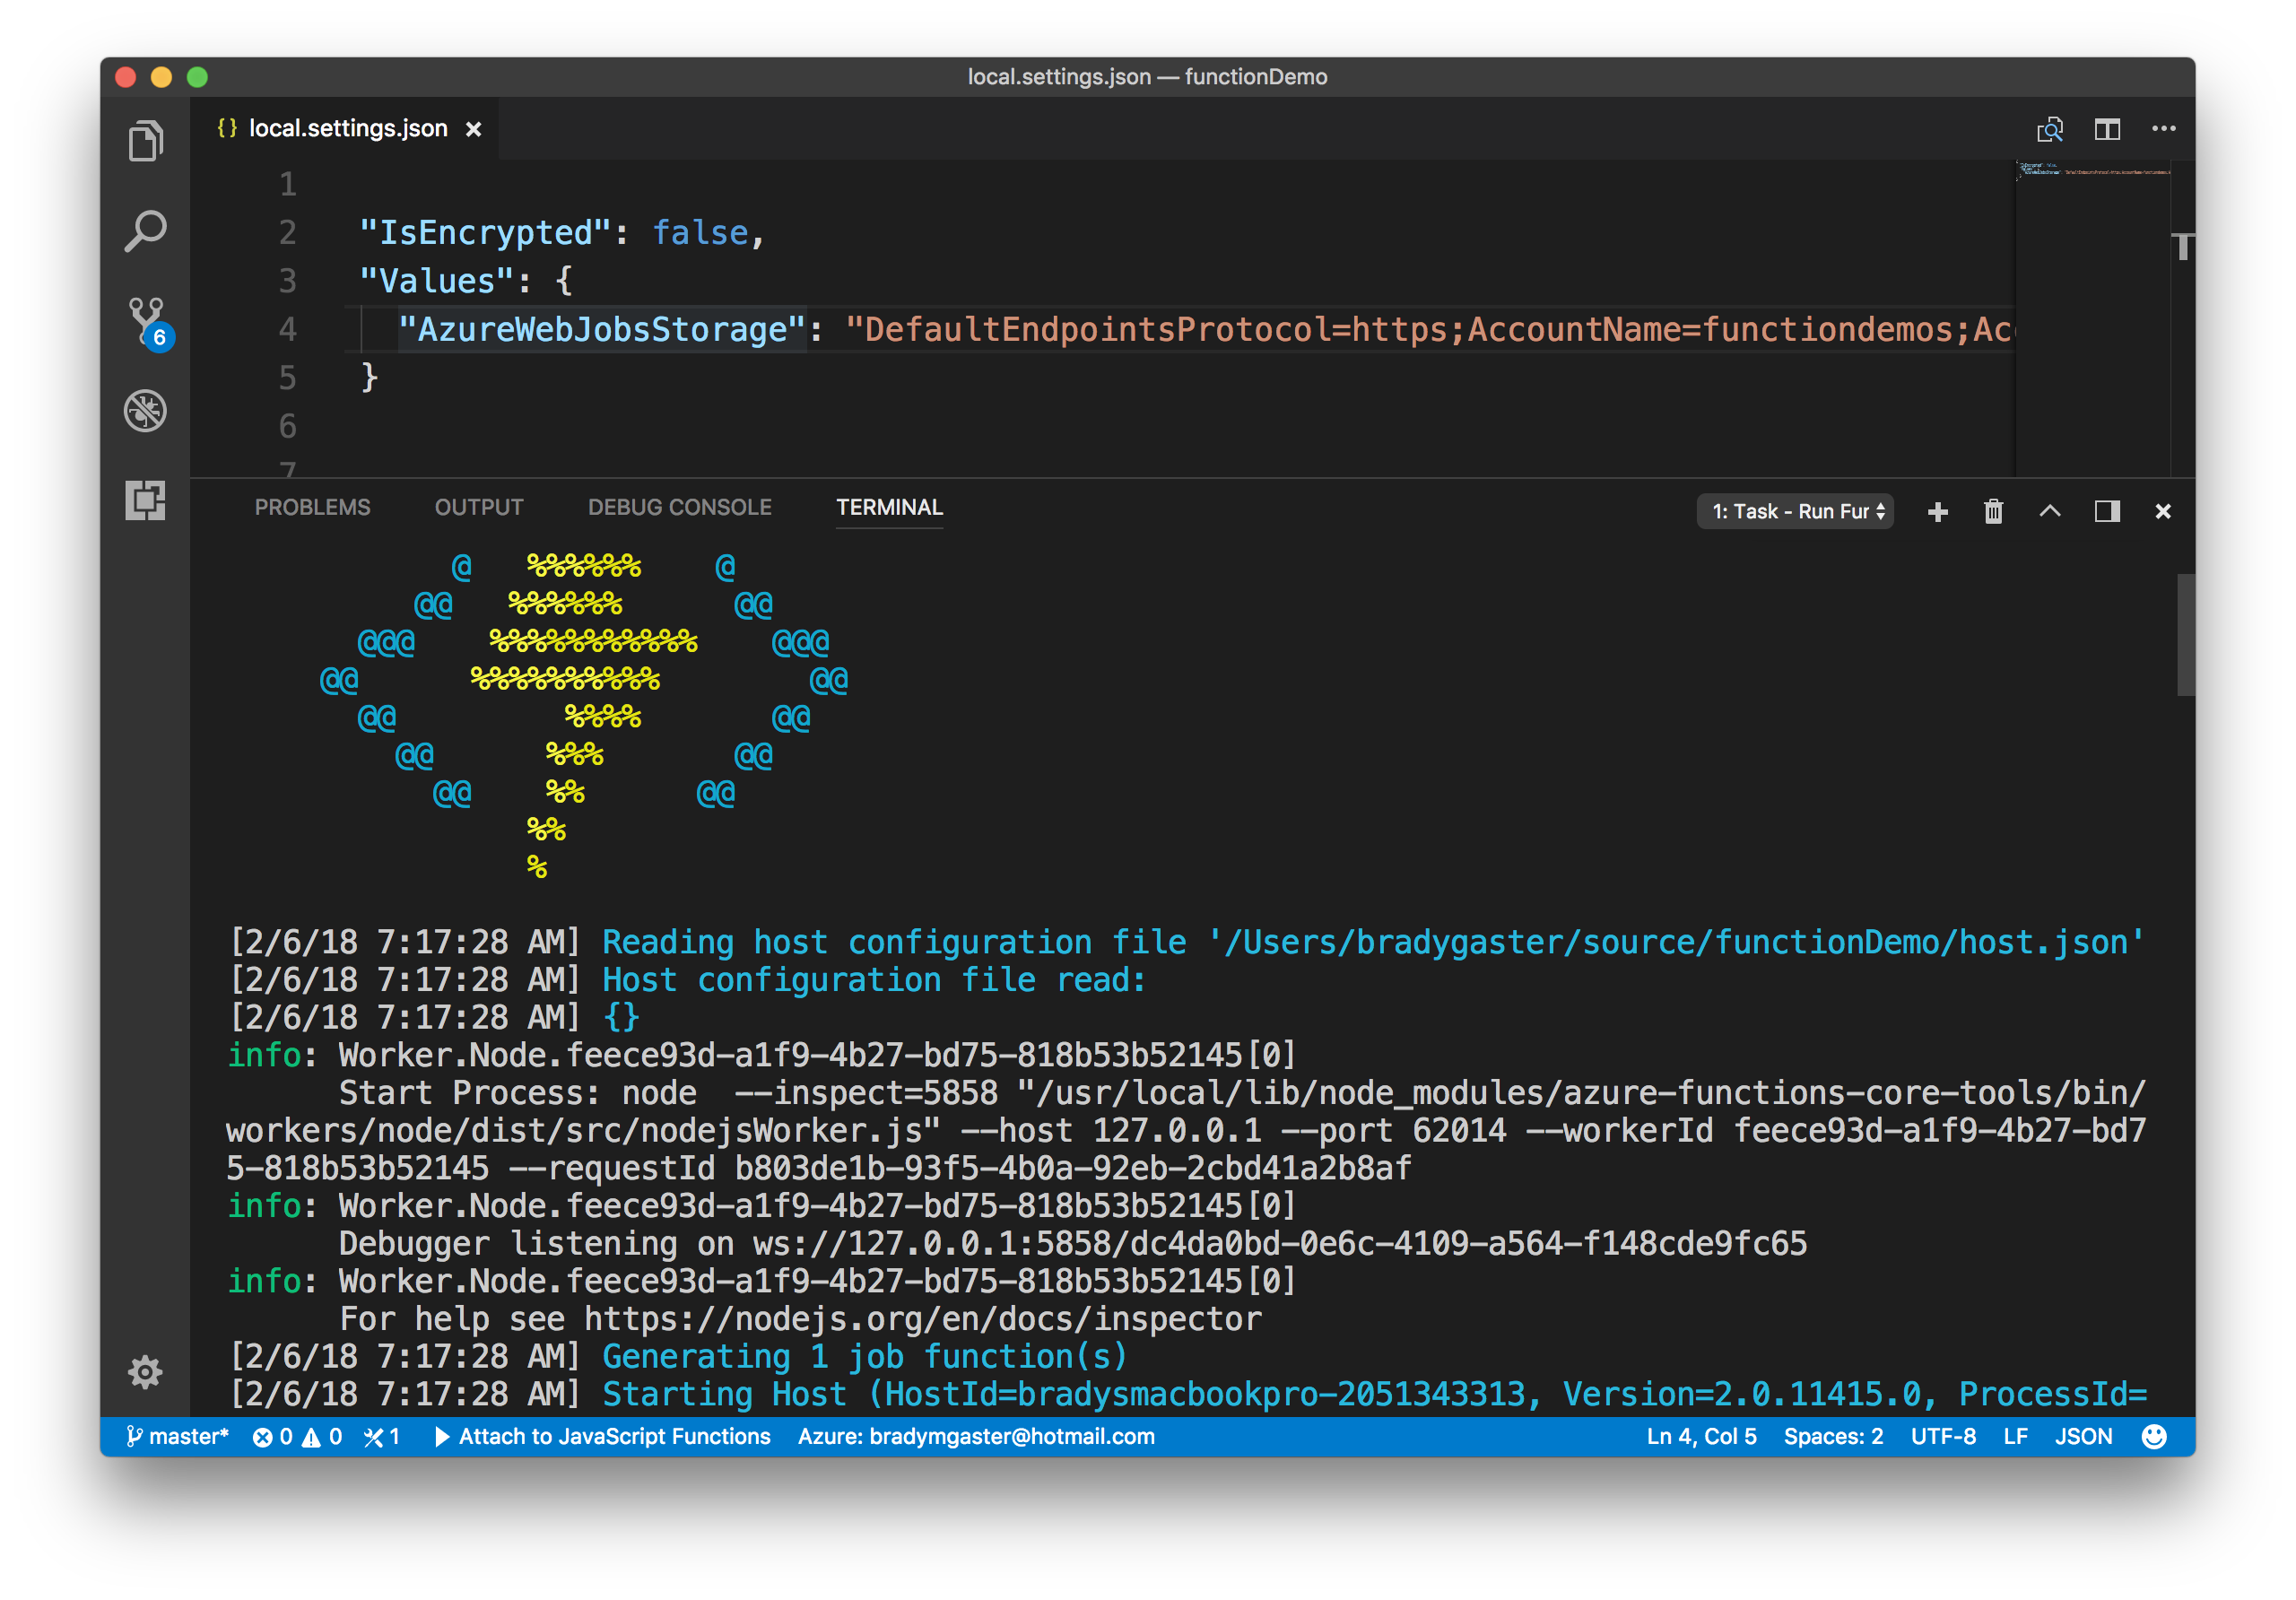 local.settings.json — functionDemo
{} local.settings.json ×
1
2 "IsEncrypted": false,
3 "Values": {
4 "AzureWebJobsStorage": "DefaultEndpointsProtocol=https;AccountName=functiondemos;Ac
5 }
6
7
6
PROBLEMS OUTPUT DEBUG CONSOLE TERMINAL 1: Task - Run Fur
@ %%%%%% @
@@ %%%%%% @@
@@@ %%%%%%%%%%% @@@
@@ %%%%%%%%%% @@
@@ %%%% @@
@@ %%% @@
@@ %% @@
%%
%
[2/6/18 7:17:28 AM] Reading host configuration file '/Users/bradygaster/source/functionDemo/host.json'
[2/6/18 7:17:28 AM] Host configuration file read:
[2/6/18 7:17:28 AM] {}
info: Worker.Node.feece93d-a1f9-4b27-bd75-818b53b52145[0]
Start Process: node --inspect=5858 "/usr/local/lib/node_modules/azure-functions-core-tools/bin/
workers/node/dist/src/nodejsWorker.js" --host 127.0.0.1 --port 62014 --workerId feece93d-a1f9-4b27-bd7
5-818b53b52145 --requestId b803de1b-93f5-4b0a-92eb-2cbd41a2b8af
info: Worker.Node.feece93d-a1f9-4b27-bd75-818b53b52145[0]
Debugger listening on ws://127.0.0.1:5858/dc4da0bd-0e6c-4109-a564-f148cde9fc65
info: Worker.Node.feece93d-a1f9-4b27-bd75-818b53b52145[0]
For help see https://nodejs.org/en/docs/inspector
[2/6/18 7:17:28 AM] Generating 1 job function(s)
[2/6/18 7:17:28 AM] Starting Host (HostId=bradysmacbookpro-2051343313, Version=2.0.11415.0, ProcessId=
master* 0 0 1 Attach to JavaScript Functions Azure: bradymgaster@hotmail.com Ln 4, Col 5 Spaces: 2 UTF-8 LF JSON